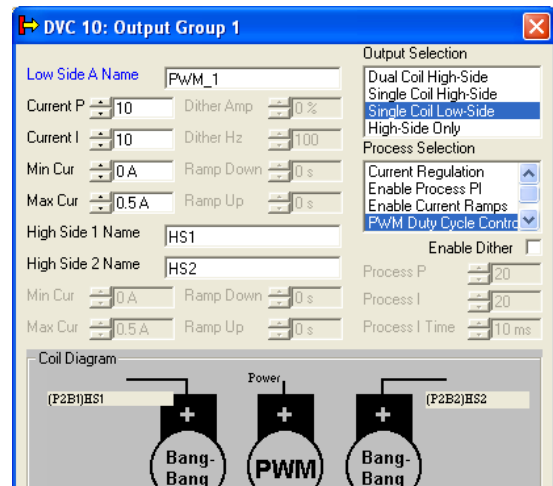 DVC 10: Output Group 1
Output Selection
Low Side A Name PWM_1
Dual Coil High-Side
Single Coil High-Side
Single Coil Low-Side
High-Side Only
Current P 10 Dither Amp 0 %
Current I 10 Dither Hz 100
Process Selection
Min Cur 0 A Ramp Down 0 s
Current Regulation
Enable Process PI
Enable Current Ramps
Max Cur 0.5 A Ramp Up 0 s
PWM Duty Cycle Contro
High Side 1 Name HS1
Enable Dither
High Side 2 Name HS2
Process P 20
Min Cur 0 A Ramp Down 0 s
Process I 20
Max Cur 0.5 A Ramp Up 0 s
Process I Time 10 ms
Coil Diagram
Power
(P2B1)HS1
(P2B2)HS2
+ + +
Bang-
Bang
PWM
Bang-
Bang